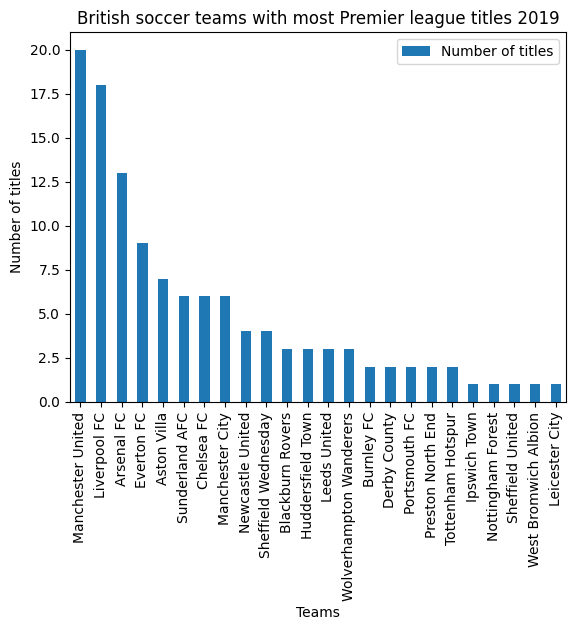 British soccer teams with most Premier league titles 2019
Number of titles
Number of titles
20.0
17.5
15.0
12.5
10.0
7.5
5.0
2.5
0.0
Manchester United
Liverpool FC
Arsenal FC
Everton FC
Aston Villa
Sunderland AFC
Chelsea FC
Manchester City
Newcastle United
Sheffield Wednesday
Blackburn Rovers
Huddersfield Town
Leeds United
Wolverhampton Wanderers
Burnley FC
Derby County
Portsmouth FC
Preston North End
Tottenham Hotspur
Ipswich Town
Nottingham Forest
Sheffield United
West Bromwich Albion
Leicester City
Teams